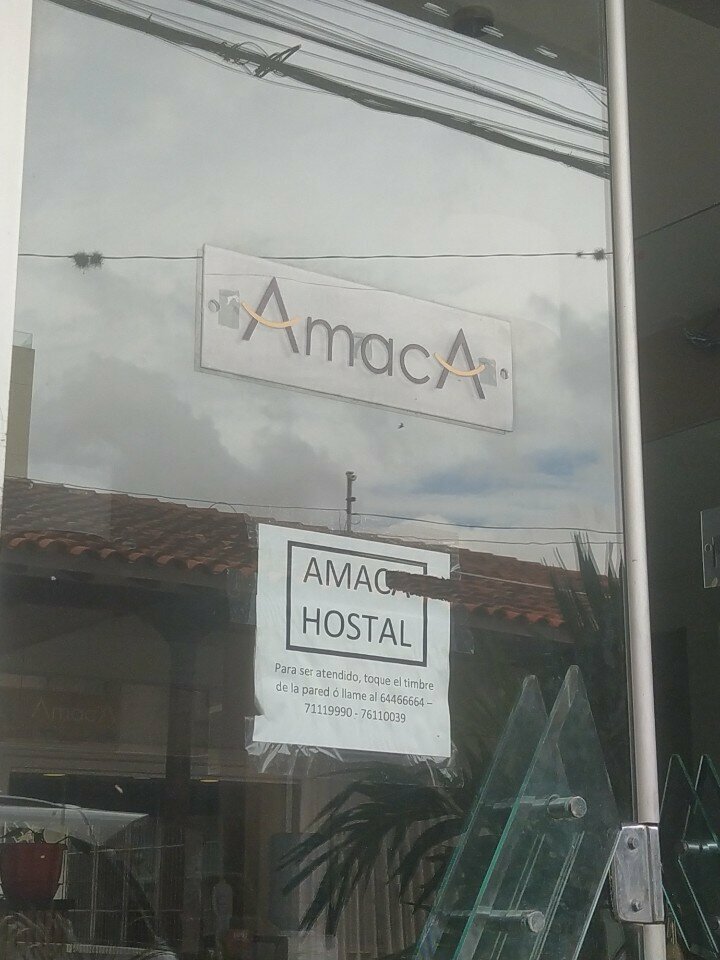 AmacA
AMACA
HOSTAL
Para ser atendido, toque el timbre
de la pared ó llame al 64466664 –
71119990 - 76110039